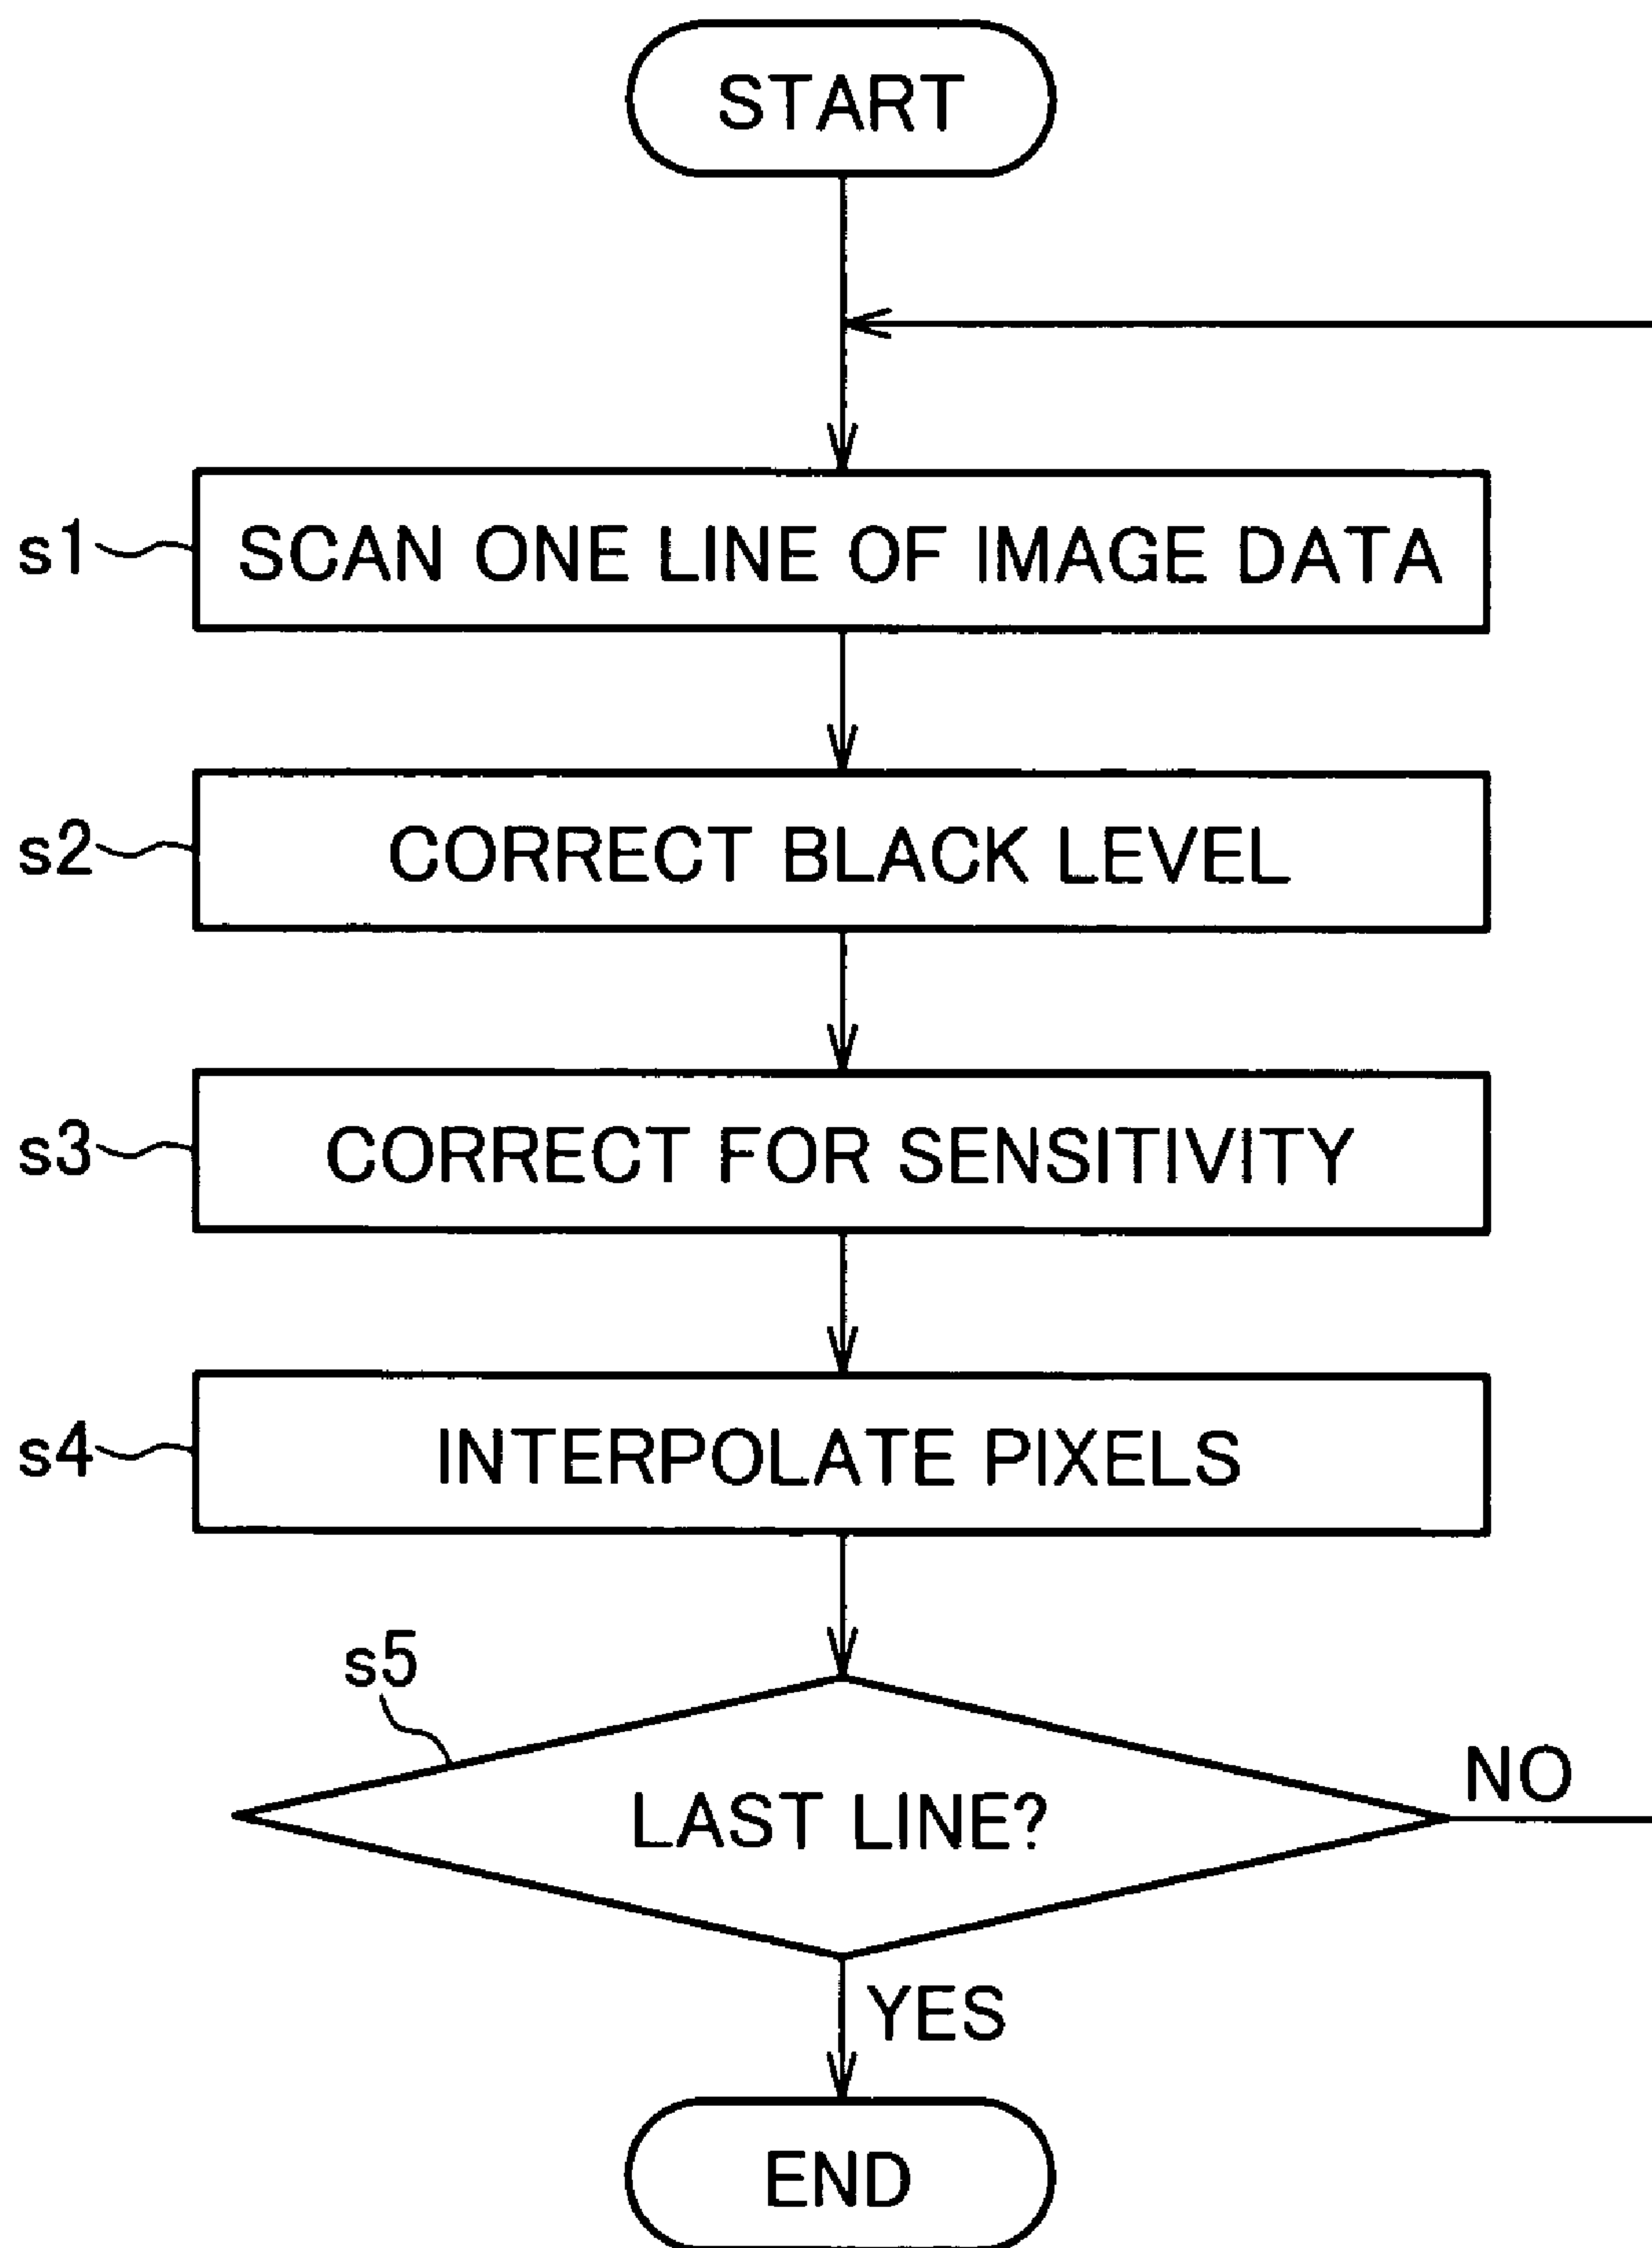 START
s1
SCAN ONE LINE OF IMAGE DATA
s2
CORRECT BLACK LEVEL
s3
CORRECT FOR SENSITIVITY
s4
INTERPOLATE PIXELS
s5
LAST LINE?
NO
YES
END